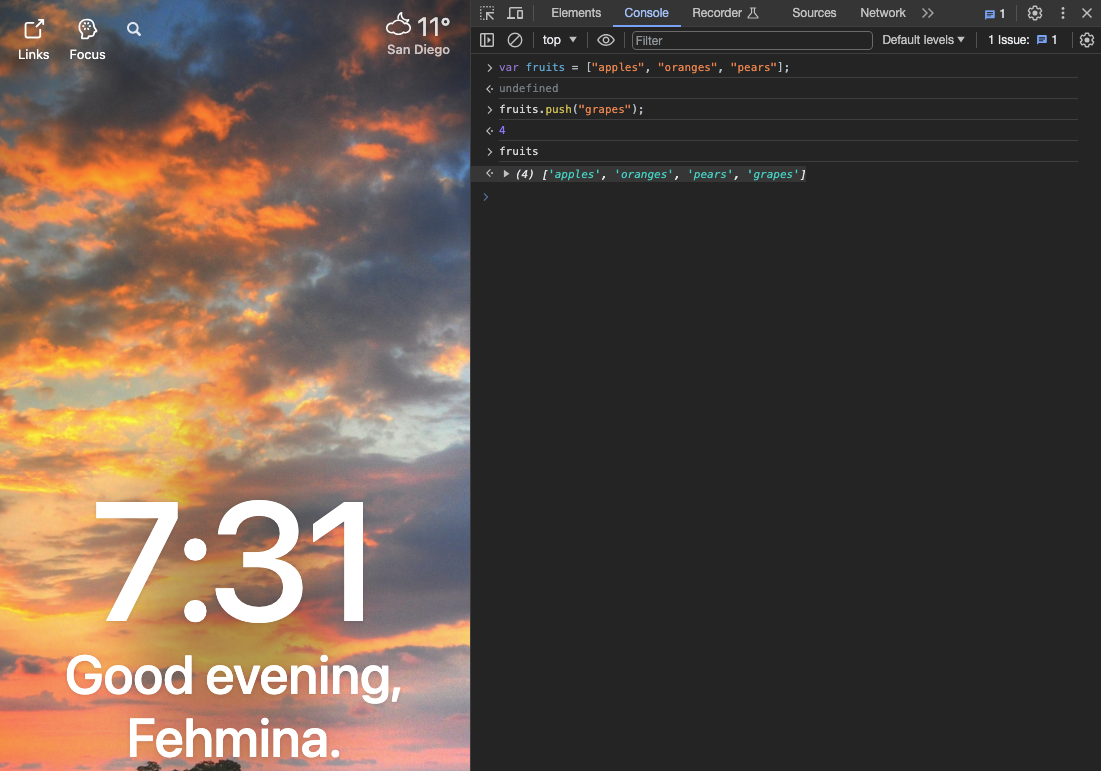 Links
Focus
11°
San Diego
7:31
Good evening,
Fehmina.
Elements Console Recorder Sources Network 1
top Filter Default levels 1 Issue: 1
> var fruits = ["apples", "oranges", "pears"];
undefined
> fruits.push("grapes");
4
> fruits
(4) ['apples', 'oranges', 'pears', 'grapes']
>